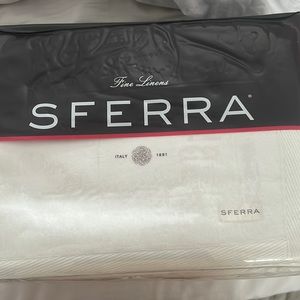 Fine Linens
SFERRA®
ITALY 1891
SFERRA